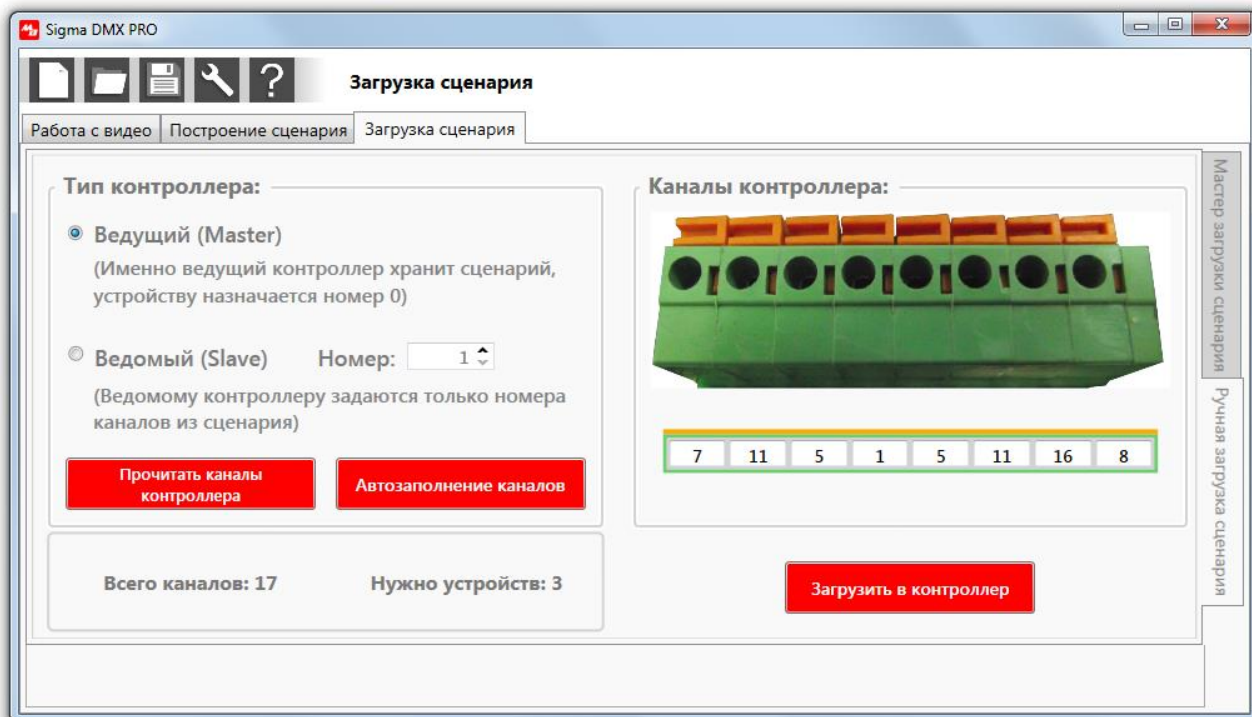 Sigma DMX PRO
Загрузка сценария
Работа с видео
Построение сценария
Загрузка сценария
Тип контроллера:
Ведущий (Master)
(Именно ведущий контроллер хранит сценарий,
устройству назначается номер 0)
Ведомый (Slave)
Номер:
1
(Ведомому контроллеру задаются только номера
каналов из сценария)
Прочитать каналы
контроллера
Автозаполнение каналов
Всего каналов: 17
Нужно устройств: 3
Каналы контроллера:
7 11 5 1 5 11 16 8
Загрузить в контроллер
Мастер загрузки сценария
Ручная загрузка сценария